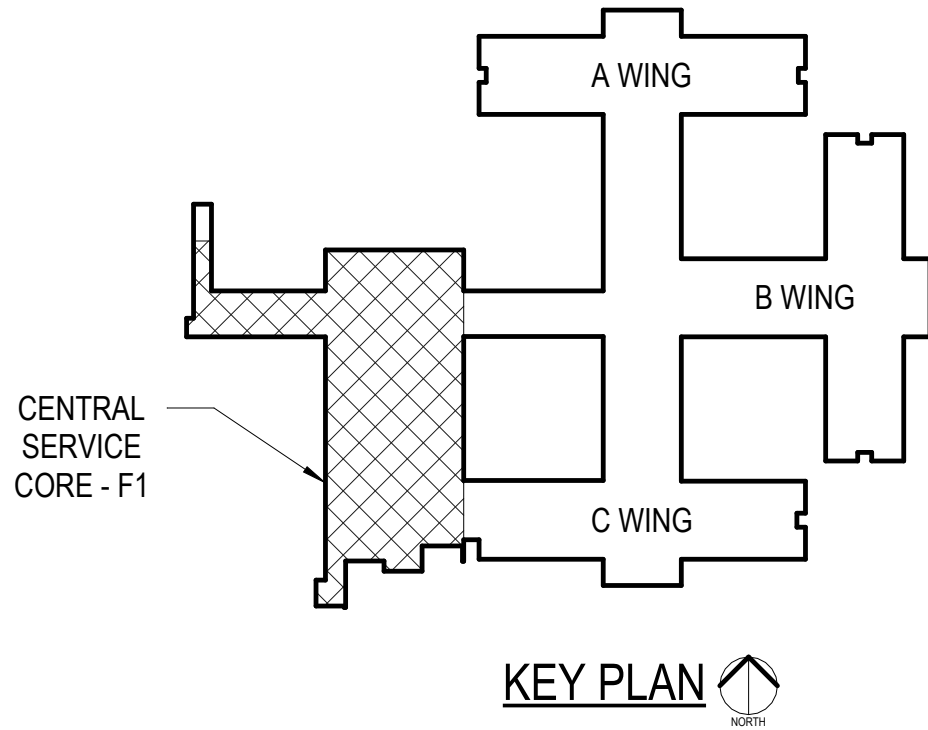 A WING
B WING
CENTRAL
SERVICE
CORE - F1
C WING
KEY PLAN
NORTH